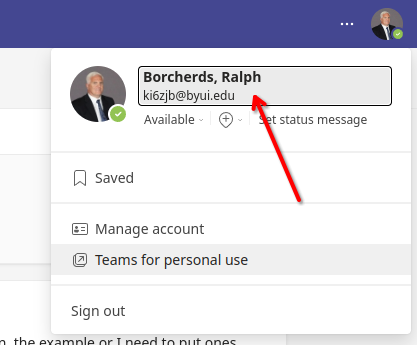 Borcherds, Ralph
ki6zjb@byui.edu
Available
Set status message
Saved
Manage account
Teams for personal use
Sign out
the example or I need to put ones